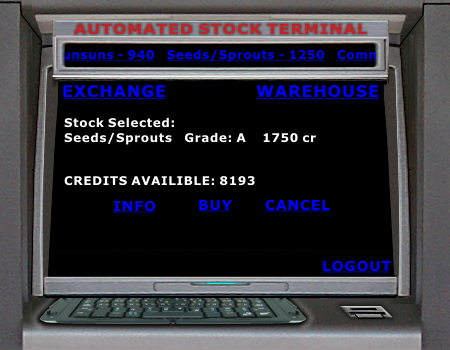 AUTOMATED STOCK TERMINAL
unsuns - 940 Seeds/Sprouts - 1250 Comm
EXCHANGE WAREHOUSE
Stock Selected:
Seeds/Sprouts Grade: A 1750 cr
CREDITS AVAILIBLE: 8193
INFO BUY CANCEL
LOGOUT